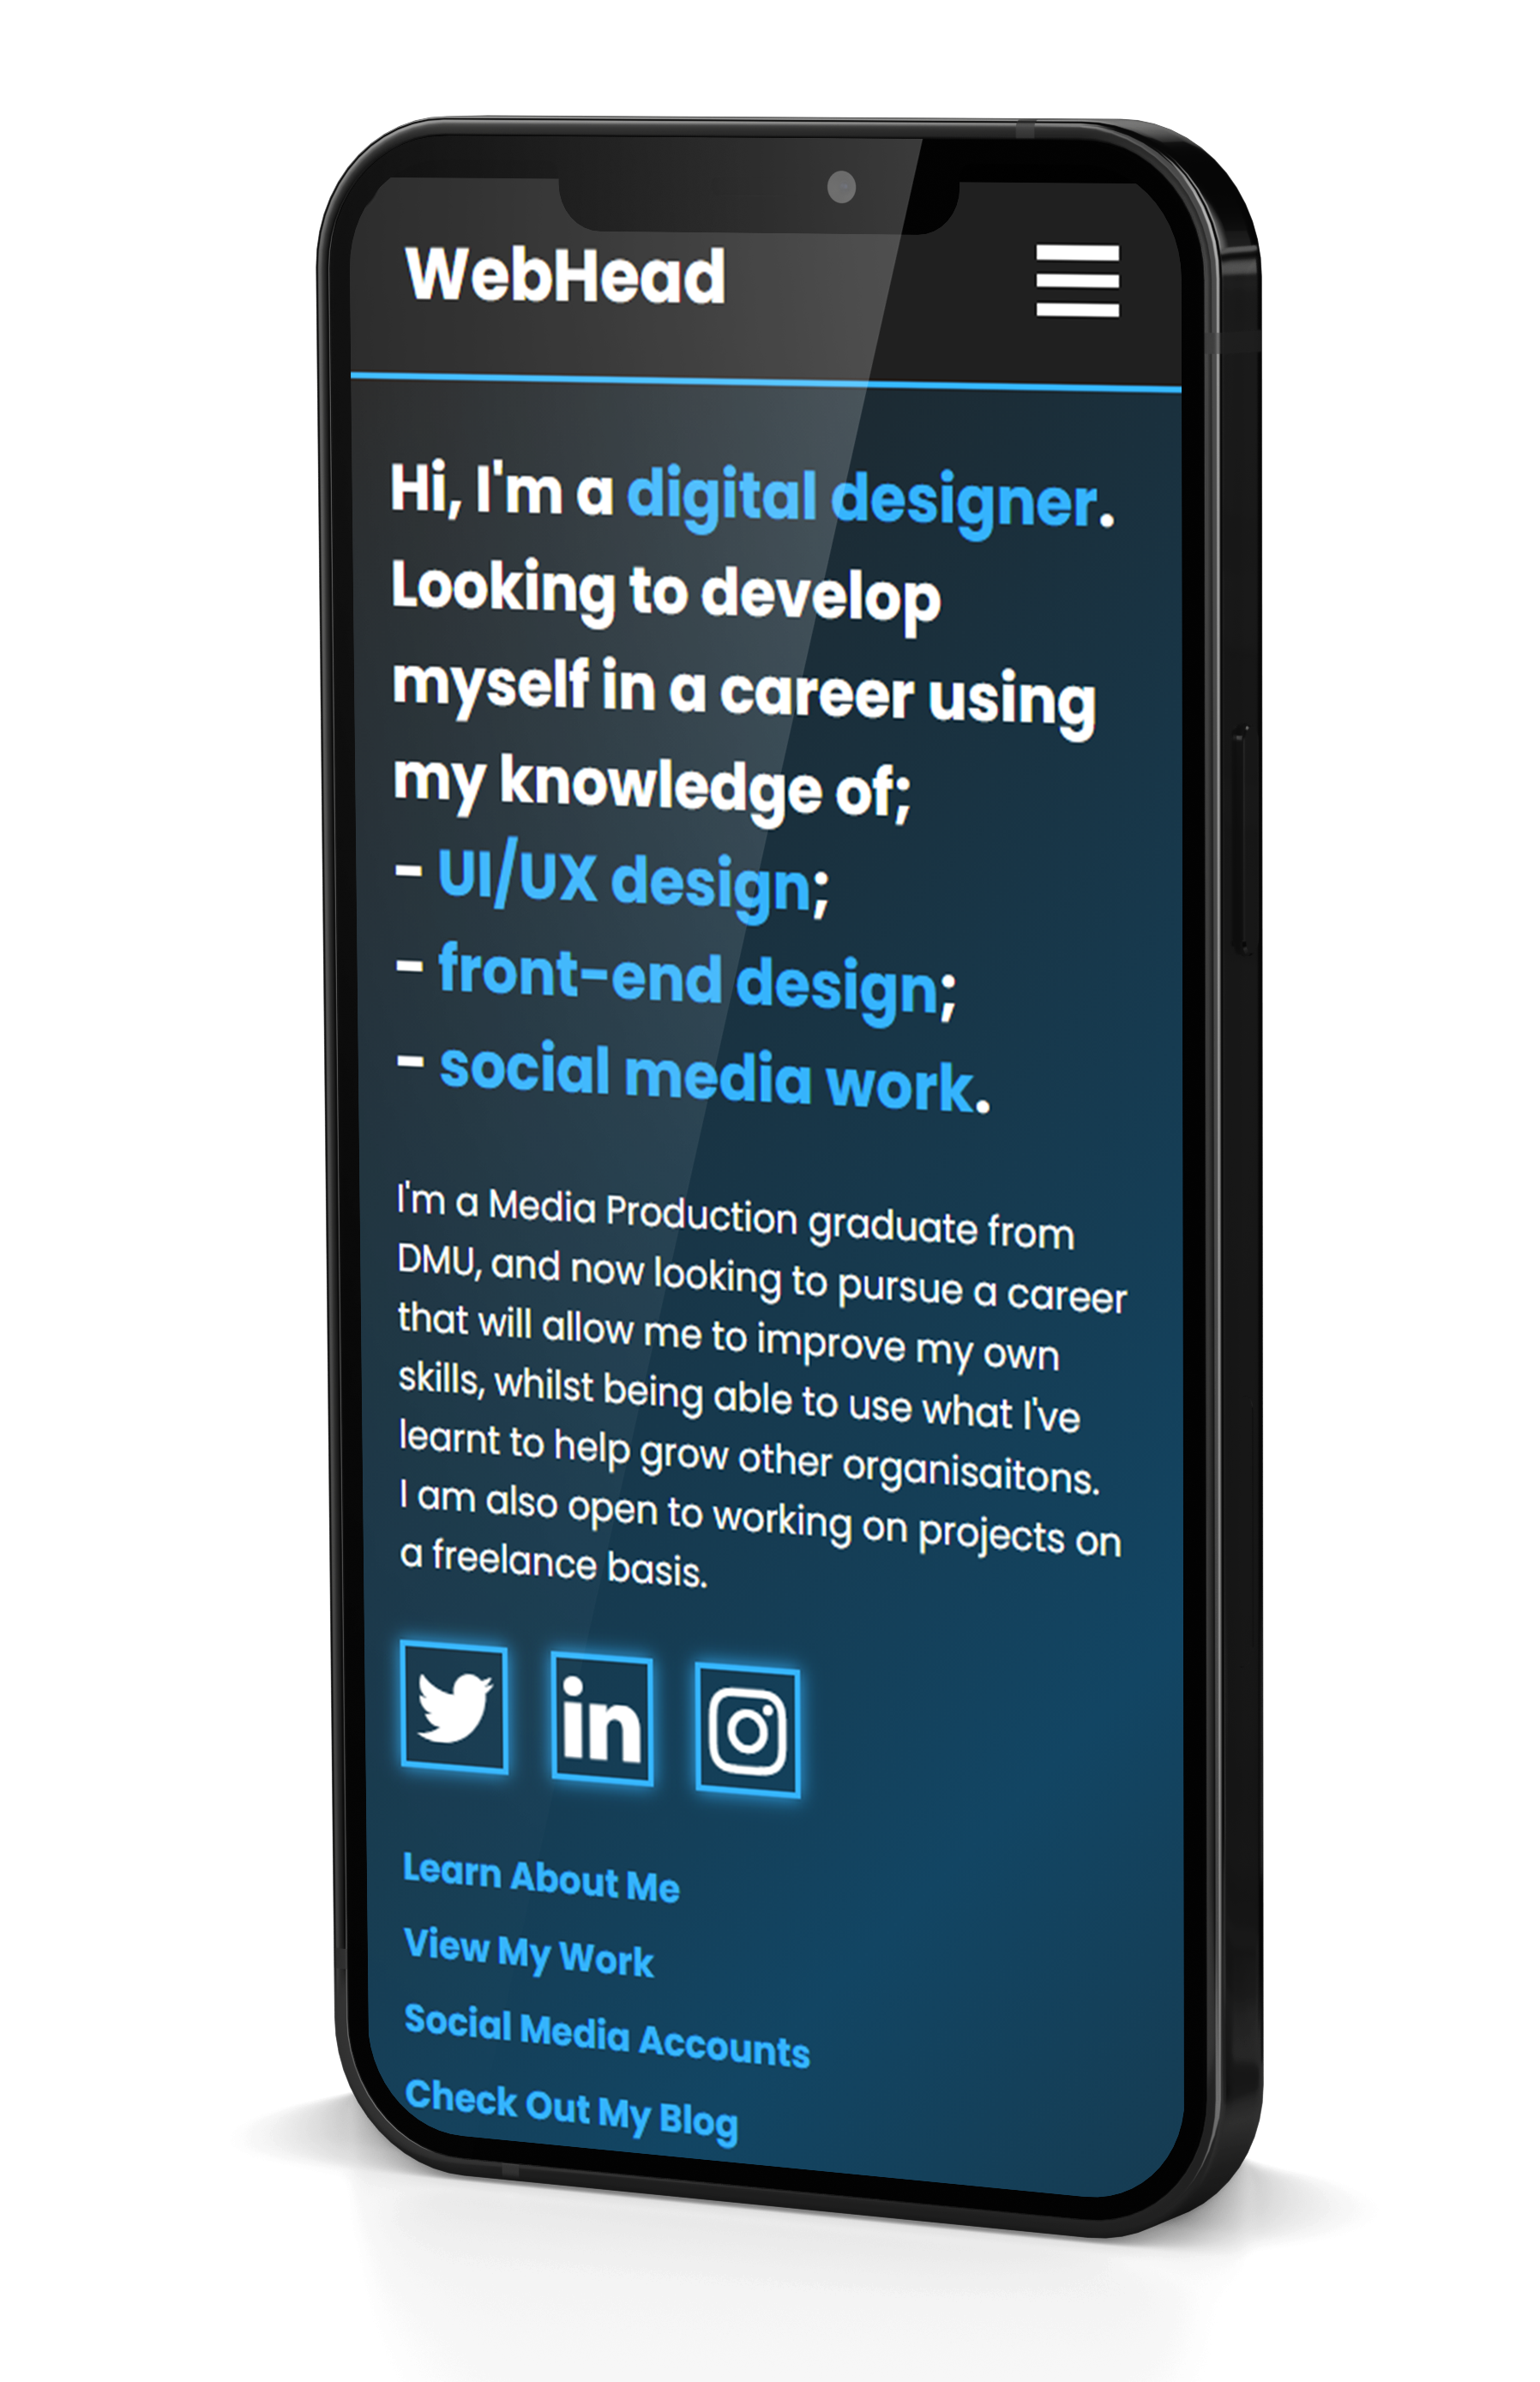 WebHead
Hi, I'm a digital designer.
Looking to develop
myself in a career using
my knowledge of;
- UI/UX design;
- front-end design;
- social media work.
I'm a Media Production graduate from
DMU, and now looking to pursue a career
that will allow me to improve my own
skills, whilst being able to use what I've
learnt to help grow other organisaitons.
I am also open to working on projects on
a freelance basis.
in
Learn About Me
View My Work
Social Media Accounts
Check Out My Blog